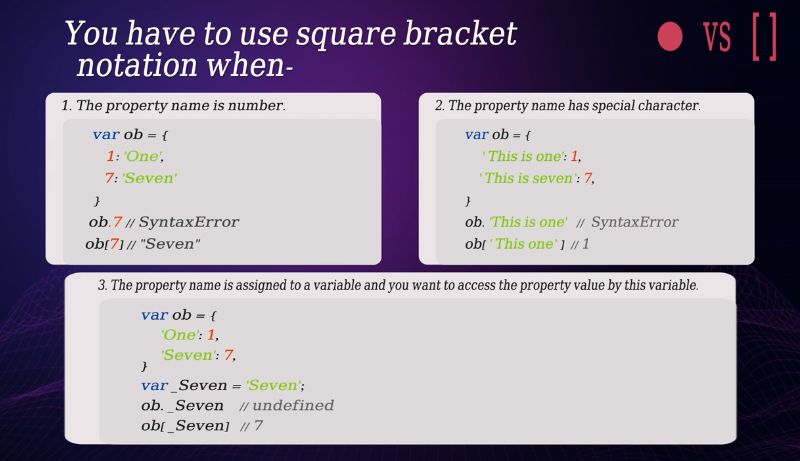 You have to use square bracket
notation when-
VS [ ]
1. The property name is number.
var ob = {
1: 'One',
7: 'Seven'
}
ob.7 // SyntaxError
ob[7] // "Seven"
2. The property name has special character.
var ob = {
' This is one': 1,
' This is seven': 7,
}
ob. 'This is one' // SyntaxError
ob[ ' This one` ] // 1
3. The property name is assigned to a variable and you want to access the property value by this variable.
var ob = {
'One': 1,
'Seven': 7,
}
var _Seven = 'Seven';
ob. _Seven // undefined
ob[ _Seven] // 7